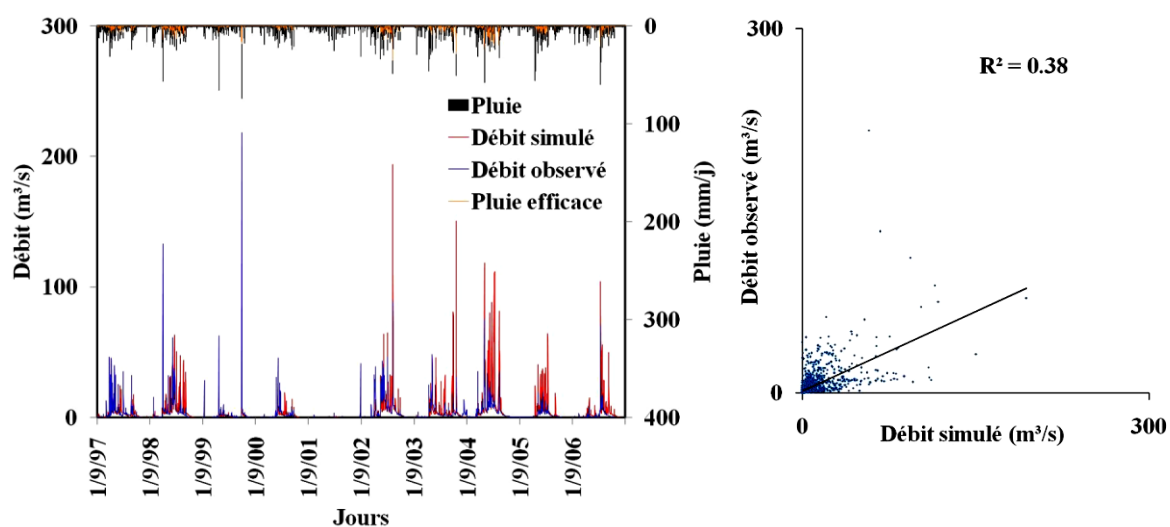 300
200
100
0
Débit (m³/s)
0
100
200
300
400
Pluie (mm/j)
Pluie
Débit simulé
Débit observé
Pluie efficace
1/9/97
1/9/98
1/9/99
1/9/00
1/9/01
1/9/02
1/9/03
1/9/04
1/9/05
1/9/06
Jours
300
R² = 0.38
Débit observé (m³/s)
0
0
Débit simulé (m³/s)
300